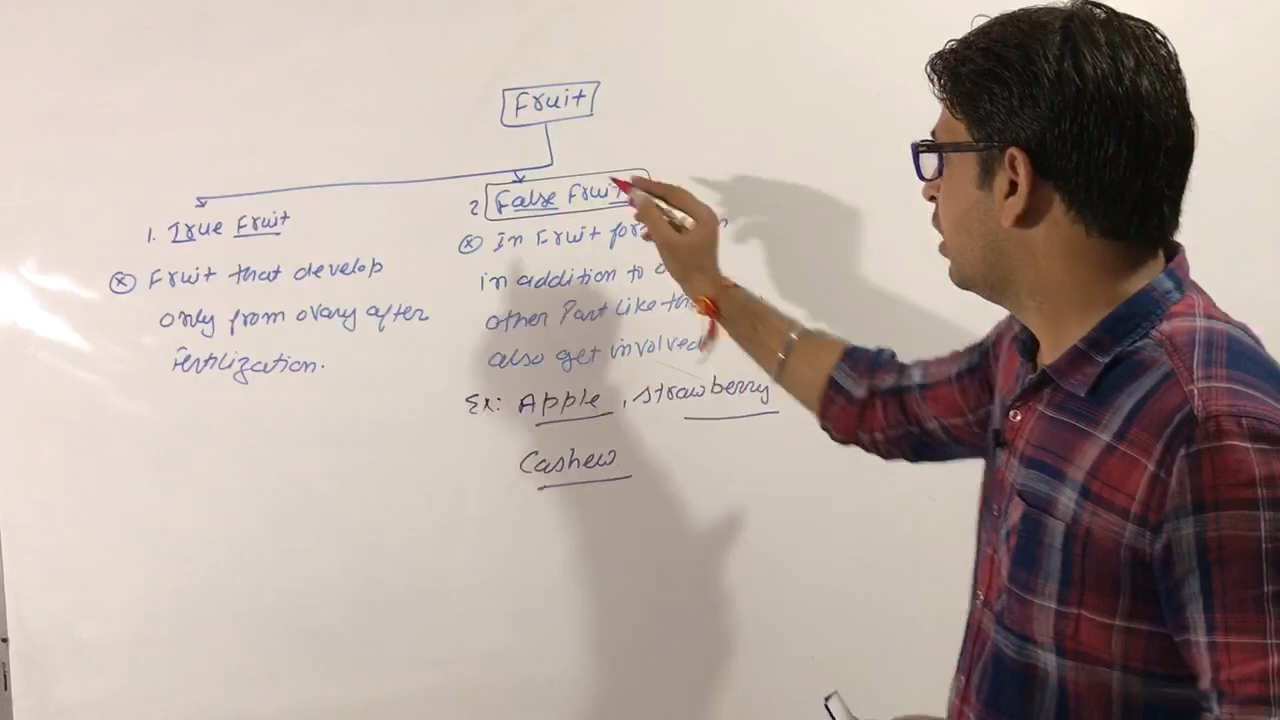 Fruit
1. True Fruit
Fruit that develop
only from ovary after
Fertilization.
2 False Fruit
In Fruit
in addition to
other Part like
also get involved
Ex: Apple, strawberry
Cashew